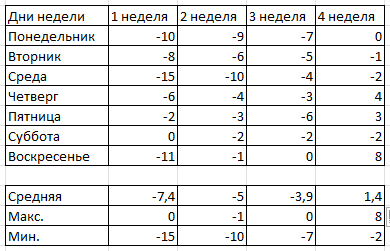 Дни недели 1 неделя 2 неделя 3 неделя 4 неделя
Понедельник -10 -9 -7 0
Вторник -8 -6 -5 -1
Среда -15 -10 -4 -2
Четверг -6 -4 -3 4
Пятница -2 -3 -6 3
Суббота 0 -2 -2 -2
Воскресенье -11 -1 0 8
Средняя -7,4 -5 -3,9 1,4
Макс. 0 -1 0 8
Мин. -15 -10 -7 -2